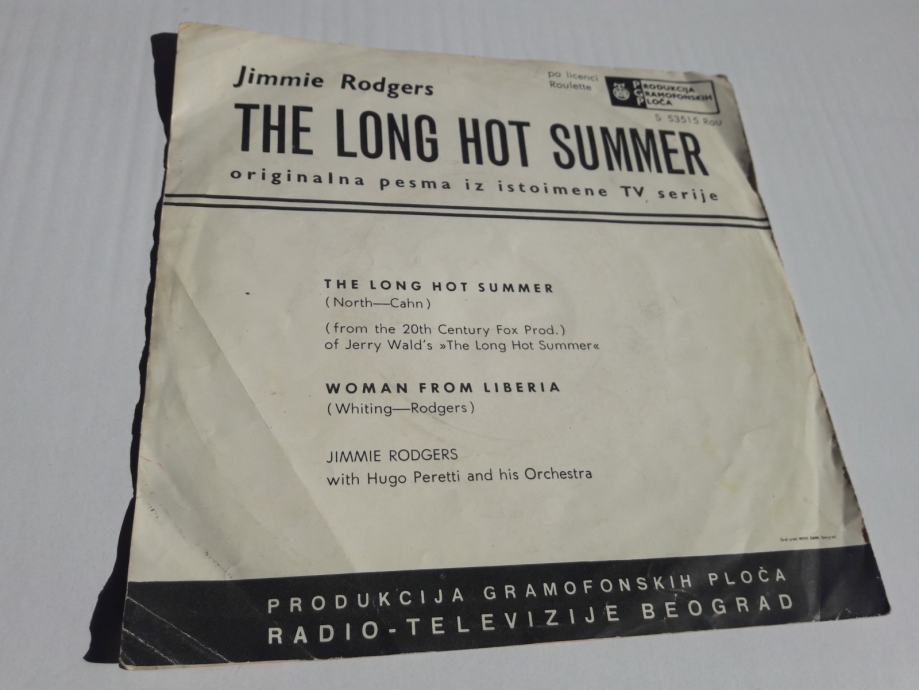 Jimmie Rodgers
po licenci
Roulette
PRODUKCIJA
GRAMOFONSKIH
PLOČA
S 53515 RoU
THE LONG HOT SUMMER
originalna pesma iz istoimene TV serije
THE LONG HOT SUMMER
(North—Cahn)
(from the 20th Century Fox Prod.)
of Jerry Wald's »The Long Hot Summer«
WOMAN FROM LIBERIA
(Whiting—Rodgers)
JIMMIE RODGERS
with Hugo Peretti and his Orchestra
PRODUKCIJA GRAMOFONSKIH PLOČA
RADIO-TELEVIZIJE BEOGRAD